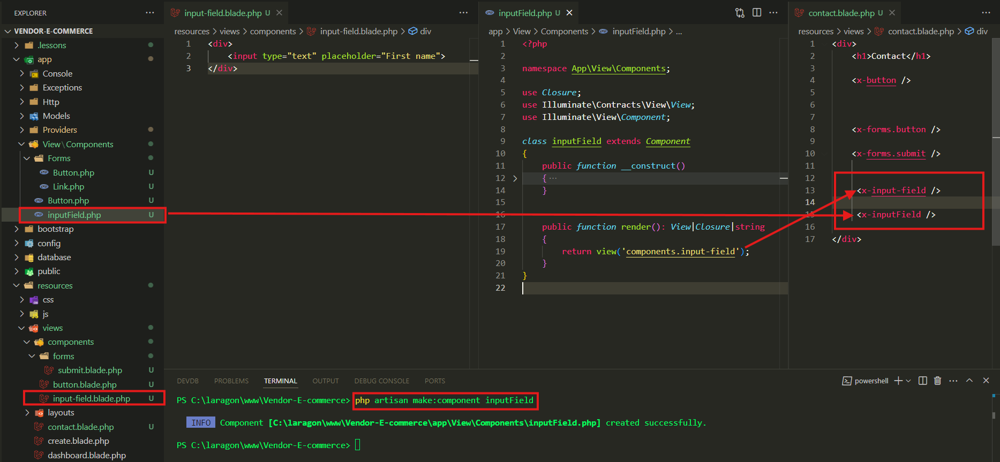 EXPLORER
VENDOR-E-COMMERCE
.lessons
app
Console
Exceptions
Http
Models
Providers
View\Components
Forms
Button.php U
Link.php U
Button.php U
inputField.php U
bootstrap
config
database
public
resources
css
js
views
components
forms
submit.blade.php U
button.blade.php U
input-field.blade.php U
layouts
contact.blade.php U
create.blade.php
dashboard.blade.php
input-field.blade.php U
resources > views > components > input-field.blade.php > div
1 <div>
2 <input type="text" placeholder="First name">
3 </div>
inputField.php U
app > View > Components > inputField.php > ...
1 <?php
2
3 namespace App\View\Components;
4
5 use Closure;
6 use Illuminate\Contracts\View\View;
7 use Illuminate\View\Component;
8
9 class inputField extends Component
10 {
11 public function __construct()
12 { ...
14 }
15
16
17 public function render(): View|Closure|string
18 {
19 return view('components.input-field');
20 }
21 }
22
contact.blade.php U
resources > views > contact.blade.php > div
1 <div>
2 <h1>Contact</h1>
3
4 <x-button />
5
6
7
8 <x-forms.button />
9
10 <x-forms.submit />
11
12
13 <x-input-field />
14
15 <x-inputField />
16
17 </div>
DEVDB PROBLEMS TERMINAL OUTPUT DEBUG CONSOLE PORTS
powershell
PS C:\laragon\www\Vendor-E-commerce> php artisan make:component inputField
INFO Component [C:\laragon\www\Vendor-E-commerce\app\View\Components\inputField.php] created successfully.
PS C:\laragon\www\Vendor-E-commerce>